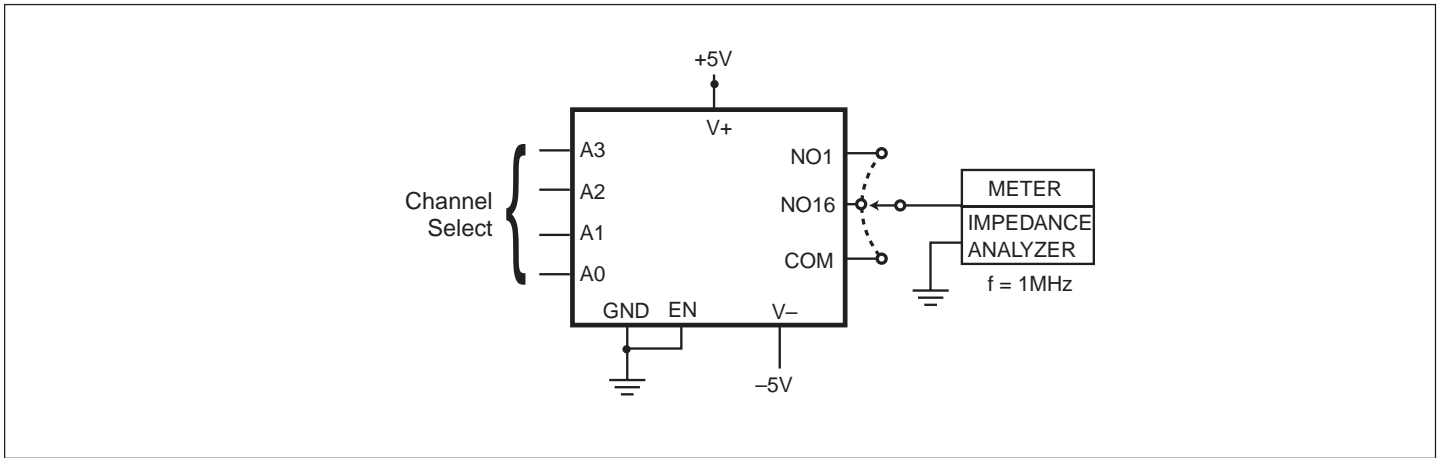 +5V
V+
A3
A2
A1
A0
Channel
Select
NO1
NO16
COM
GND
EN
V–
–5V
METER
IMPEDANCE
ANALYZER
f = 1MHz